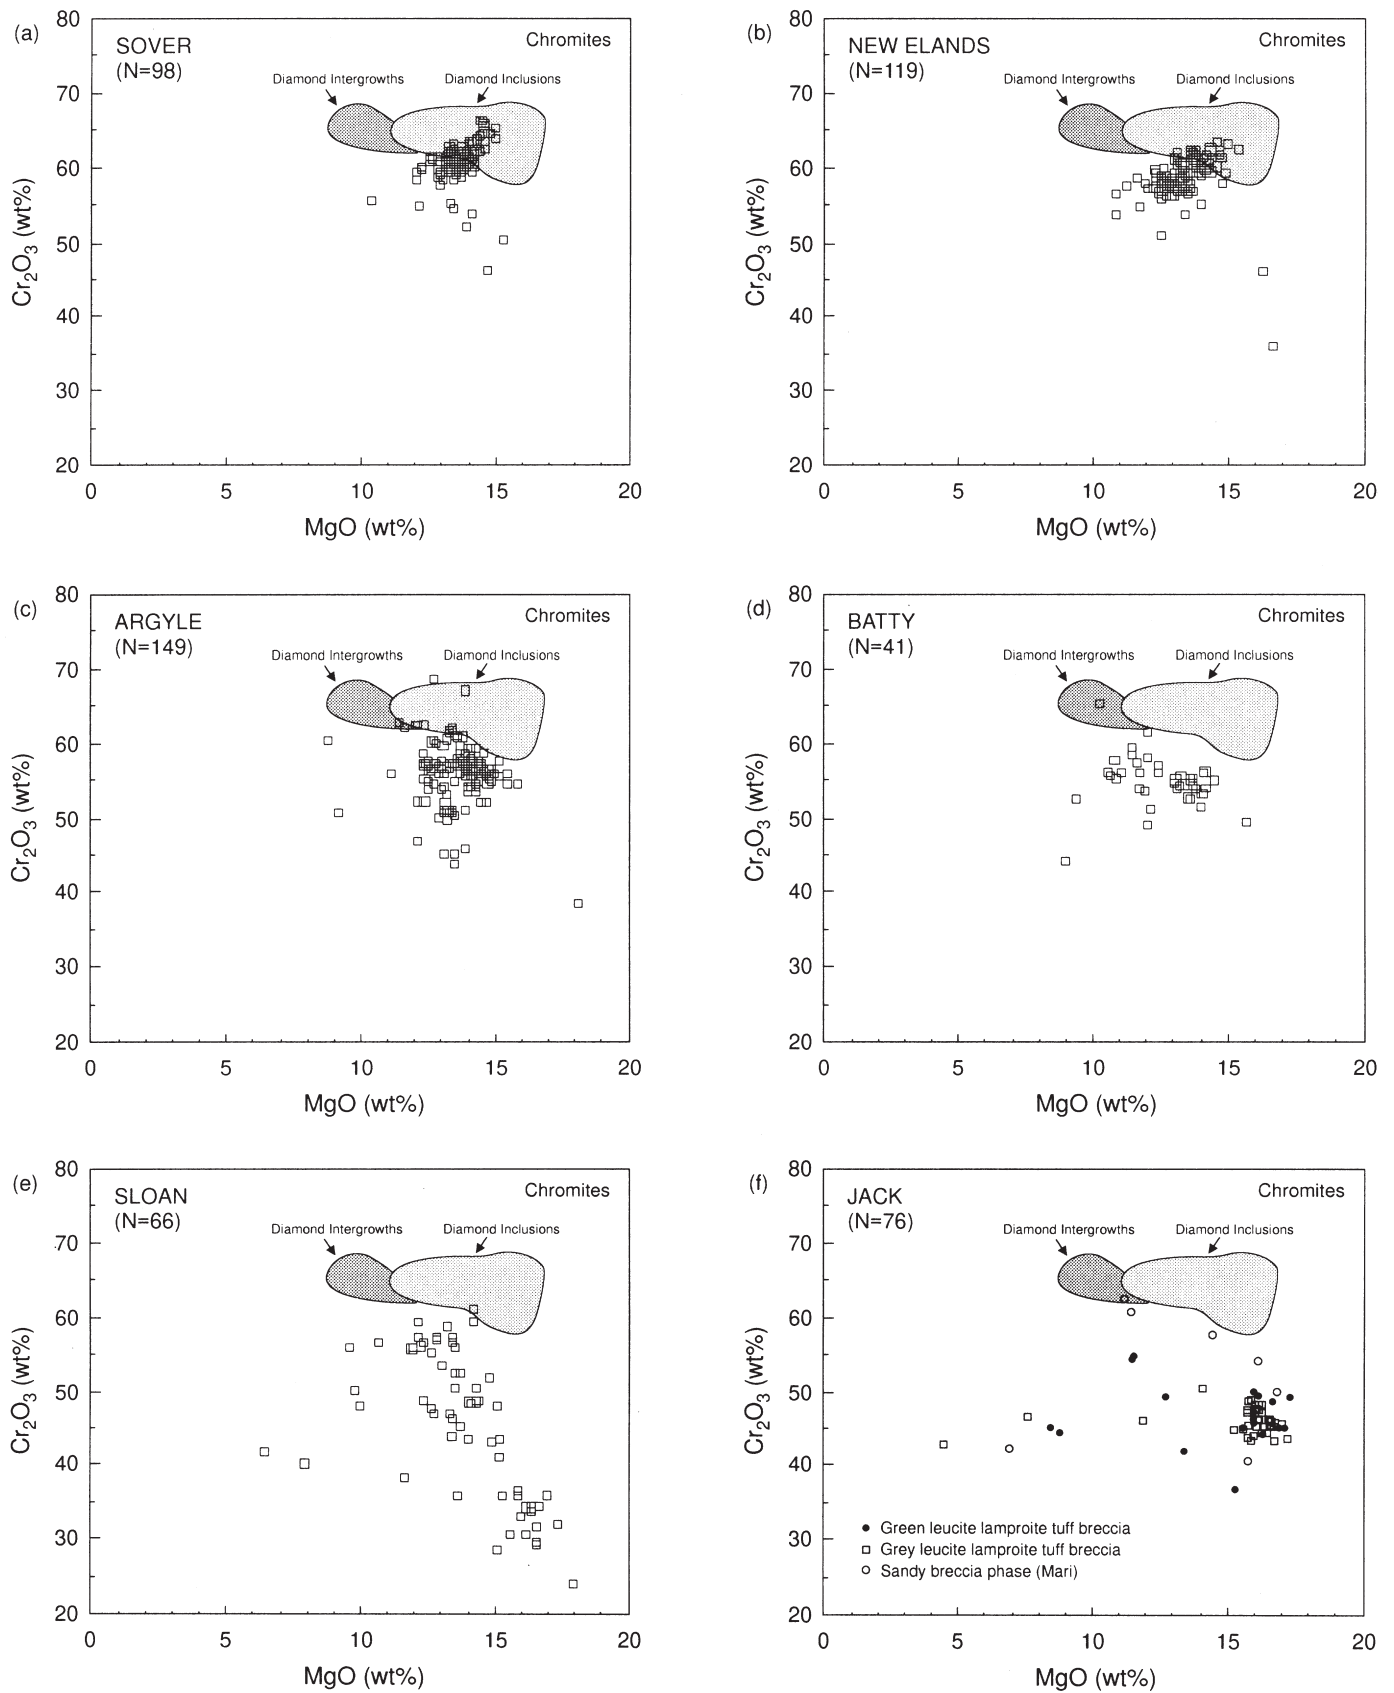 (a)
SOVER
(N=98)
Chromites
Diamond Intergrowths
Diamond Inclusions
80
70
60
50
40
30
20
Cr2O3 (wt%)
0 5 10 15 20
MgO (wt%)
(b)
NEW ELANDS
(N=119)
Chromites
Diamond Intergrowths
Diamond Inclusions
80
70
60
50
40
30
20
Cr2O3 (wt%)
0 5 10 15 20
MgO (wt%)
(c)
ARGYLE
(N=149)
Chromites
Diamond Intergrowths
Diamond Inclusions
80
70
60
50
40
30
20
Cr2O3 (wt%)
0 5 10 15 20
MgO (wt%)
(d)
BATTY
(N=41)
Chromites
Diamond Intergrowths
Diamond Inclusions
80
70
60
50
40
30
20
Cr2O3 (wt%)
0 5 10 15 20
MgO (wt%)
(e)
SLOAN
(N=66)
Chromites
Diamond Intergrowths
Diamond Inclusions
80
70
60
50
40
30
20
Cr2O3 (wt%)
0 5 10 15 20
MgO (wt%)
(f)
JACK
(N=76)
Chromites
Diamond Intergrowths
Diamond Inclusions
80
70
60
50
40
30
20
Cr2O3 (wt%)
Green leucite lamproite tuff breccia
Grey leucite lamproite tuff breccia
Sandy breccia phase (Mari)
0 5 10 15 20
MgO (wt%)